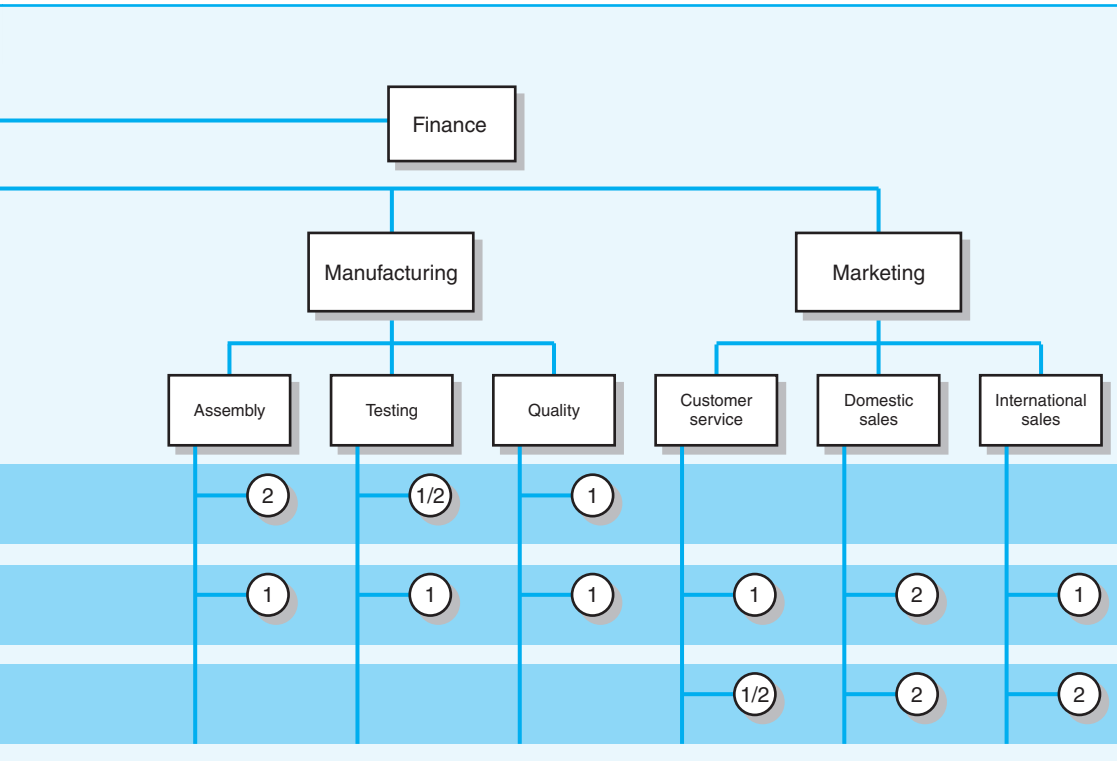 Finance
Manufacturing
Marketing
Assembly
Testing
Quality
Customer
service
Domestic
sales
International
sales
2
1/2
1
1
1
1
1
2
1
1/2
2
2